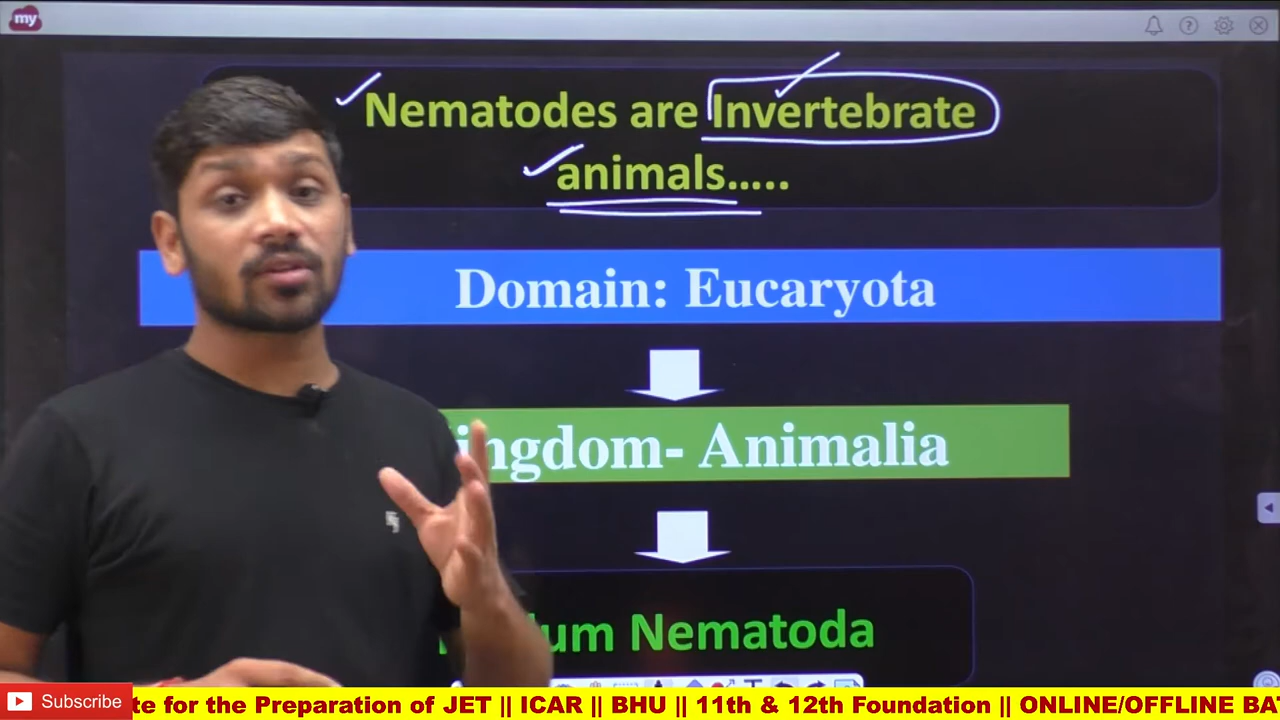 my
Nematodes are Invertebrate
animals.....
Domain: Eucaryota
ingdom- Animalia
um Nematoda
Subscribe
te for the Preparation of JET || ICAR || BHU || 11th & 12th Foundation || ONLINE/OFFLINE BA